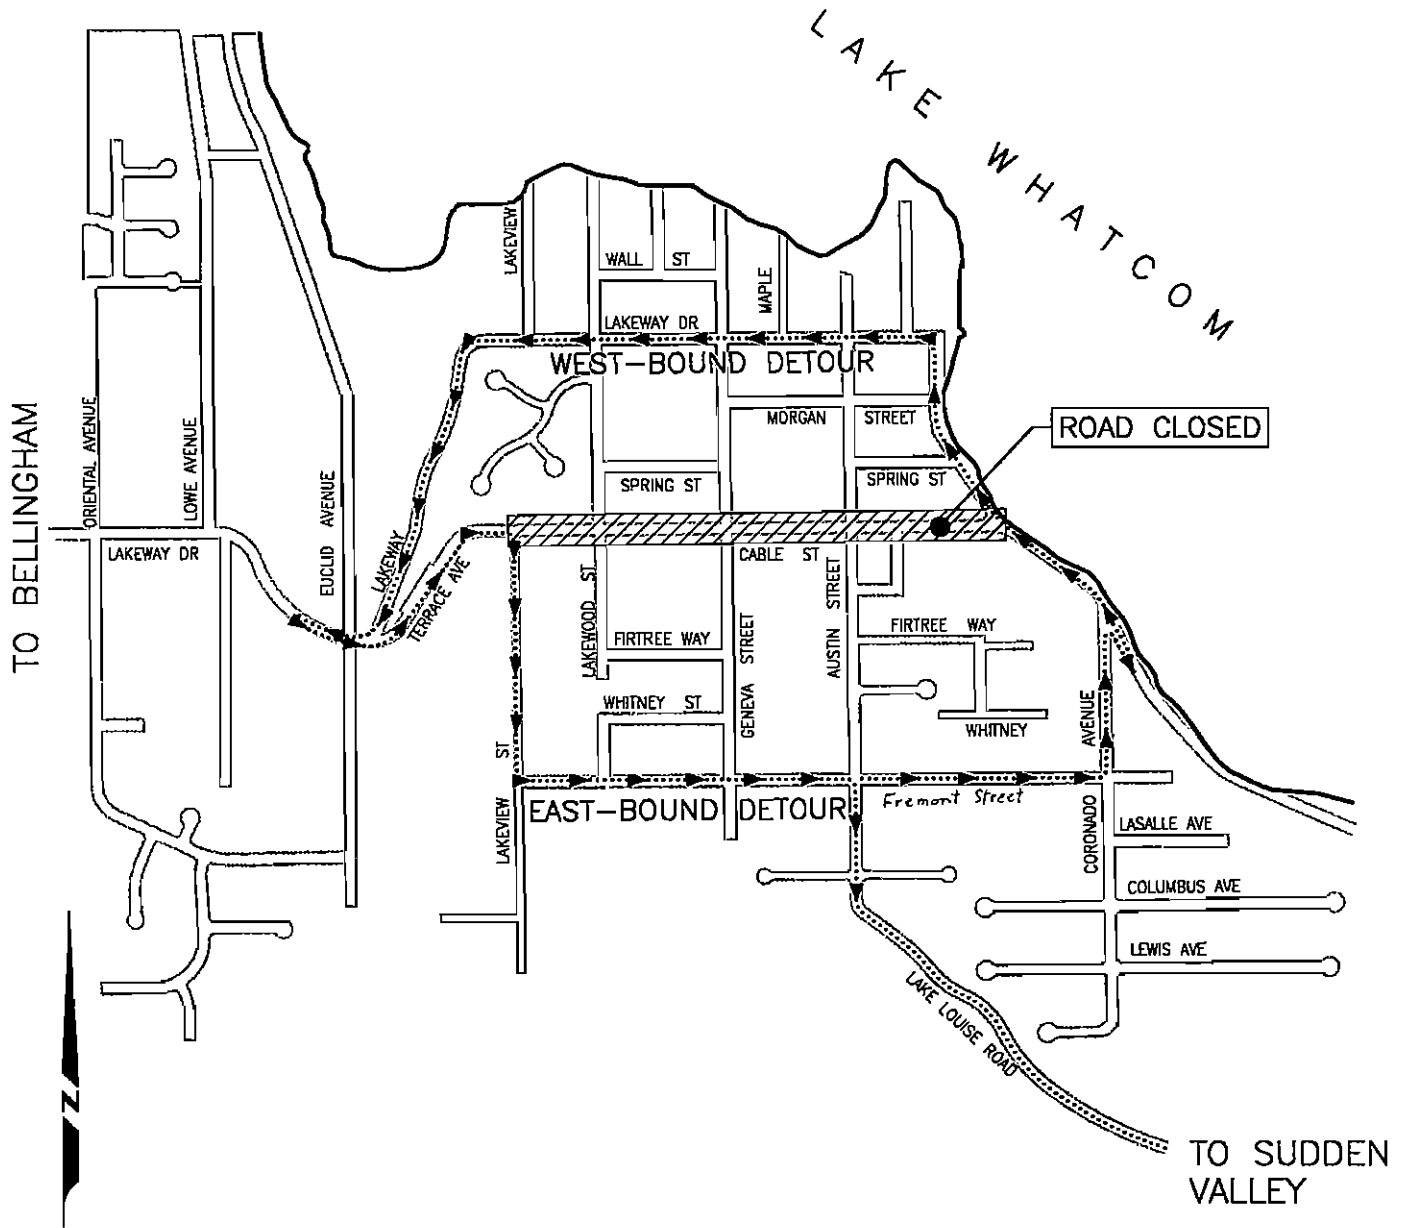 LAKE WHATCOM
LAKEVIEW
WALL ST
MAPLE
LAKEWAY DR
WEST-BOUND DETOUR
MORGAN STREET
ROAD CLOSED
TO BELLINGHAM
ORIENTAL AVENUE
LOWE AVENUE
EUCLID AVENUE
SPRING ST
SPRING ST
LAKEWAY DR
LAKEWAY
TERRACE AVE
CABLE ST
LAKEWOOD ST
GENEVA STREET
AUSTIN STREET
FIRTREE WAY
FIRTREE WAY
WHITNEY ST
WHITNEY
LAKEVIEW ST
CORONADO AVENUE
EAST-BOUND DETOUR
Fremont Street
LASALLE AVE
COLUMBUS AVE
LEWIS AVE
LAKE LOUISE ROAD
N
TO SUDDEN
VALLEY